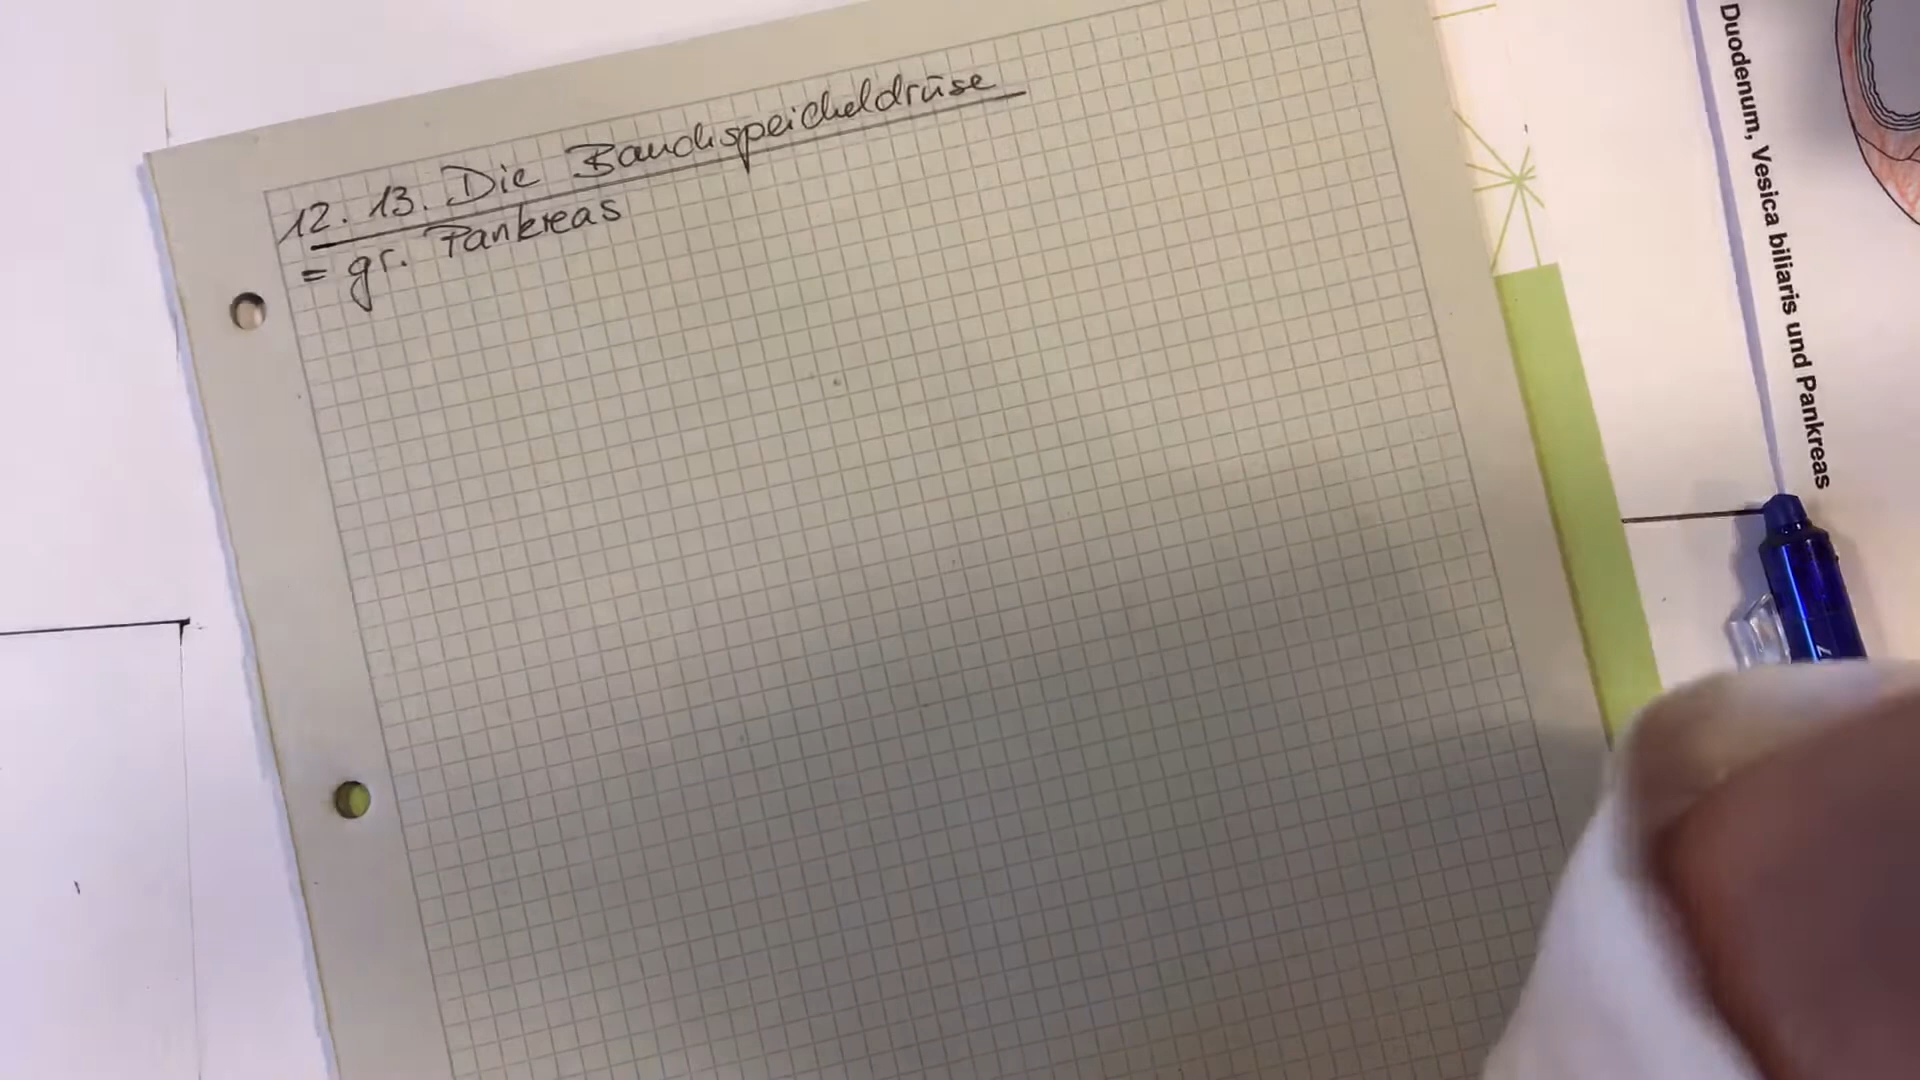 12. 13. Die Bauchspeicheldrüse
= gr. Pankreas
Duodenum, Vesica biliaris und Pankreas